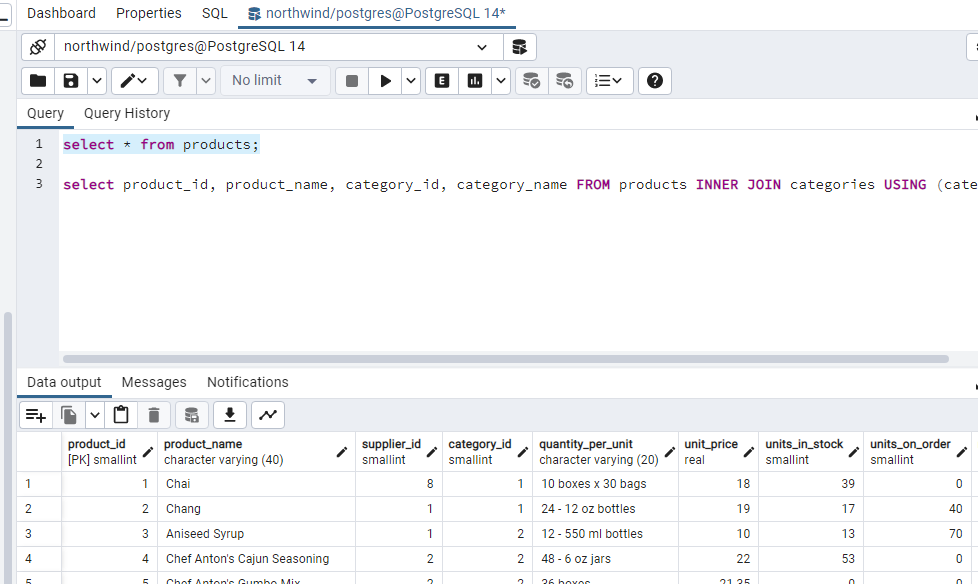 Dashboard Properties SQL northwind/postgres@PostgreSQL 14*
northwind/postgres@PostgreSQL 14
No limit E ?
Query Query History
1 select * from products;
2
3 select product_id, product_name, category_id, category_name FROM products INNER JOIN categories USING (cate
Data output Messages Notifications
product_id product_name supplier_id category_id quantity_per_unit unit_price units_in_stock units_on_order
[PK] smallint character varying (40) smallint smallint character varying (20) real smallint smallint
1 1 Chai 8 1 10 boxes x 30 bags 18 39 0
2 2 Chang 1 1 24 - 12 oz bottles 19 17 40
3 3 Aniseed Syrup 1 2 12 - 550 ml bottles 10 13 70
4 4 Chef Anton's Cajun Seasoning 2 2 48 - 6 oz jars 22 53 0
5 5 Chef Anton's Gumbo Mix 2 2 36 boxes 21.35 0 0